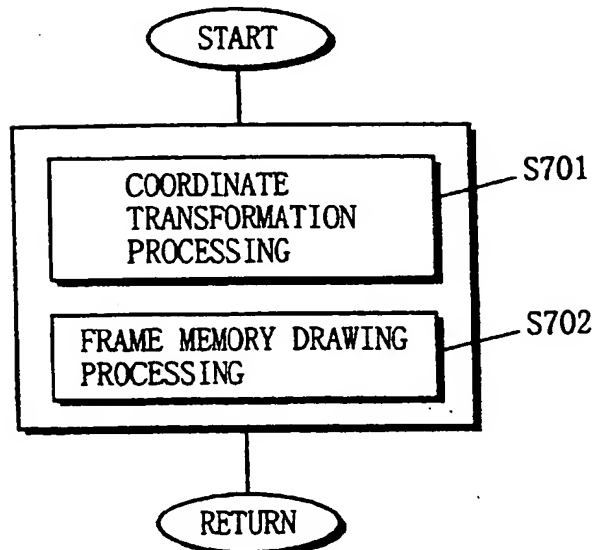 START
COORDINATE
TRANSFORMATION
PROCESSING
S701
FRAME MEMORY DRAWING
PROCESSING
S702
RETURN